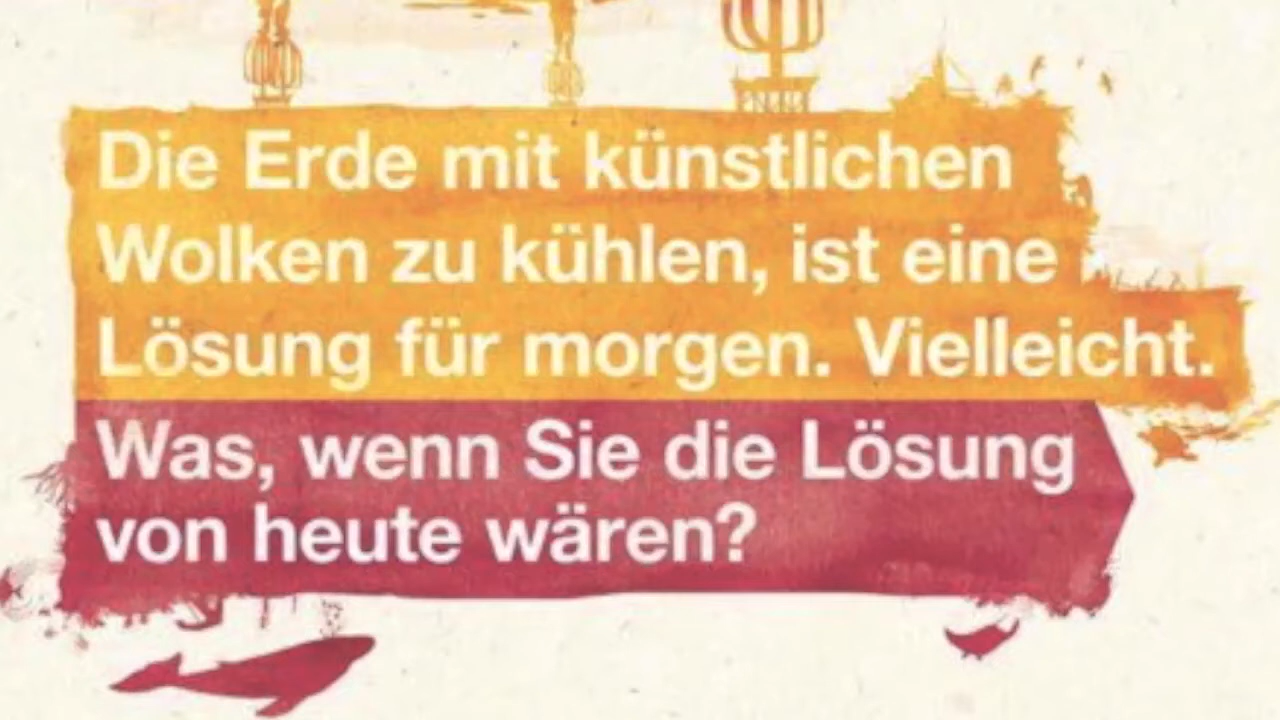 Die Erde mit künstlichen
Wolken zu kühlen, ist eine
Lösung für morgen. Vielleicht.
Was, wenn Sie die Lösung
von heute wären?